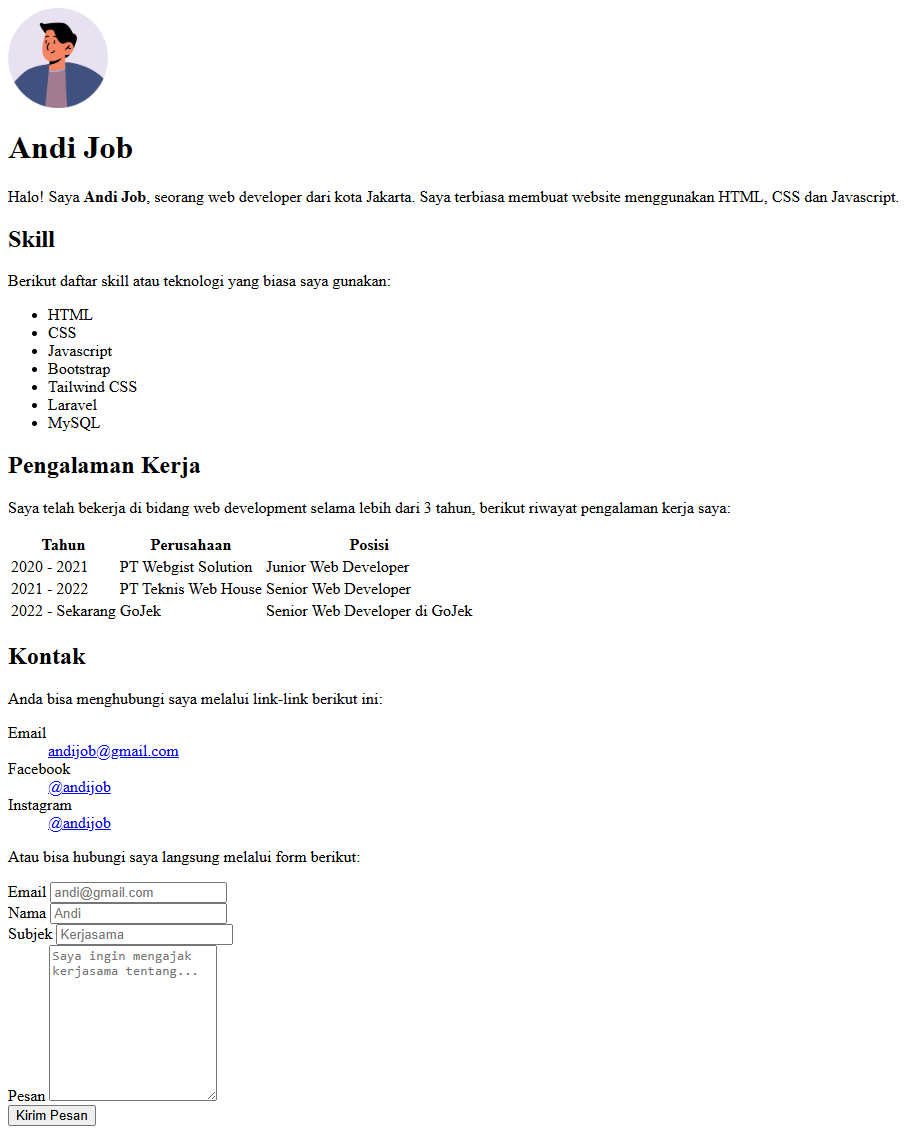 Andi Job
Halo! Saya Andi Job, seorang web developer dari kota Jakarta. Saya terbiasa membuat website menggunakan HTML, CSS dan Javascript.
Skill
Berikut daftar skill atau teknologi yang biasa saya gunakan:
• HTML
• CSS
• Javascript
• Bootstrap
• Tailwind CSS
• Laravel
• MySQL
Pengalaman Kerja
Saya telah bekerja di bidang web development selama lebih dari 3 tahun, berikut riwayat pengalaman kerja saya:
Tahun Perusahaan Posisi
2020 - 2021 PT Webgist Solution Junior Web Developer
2021 - 2022 PT Teknis Web House Senior Web Developer
2022 - Sekarang GoJek Senior Web Developer di GoJek
Kontak
Anda bisa menghubungi saya melalui link-link berikut ini:
Email
andijob@gmail.com
Facebook
@andijob
Instagram
@andijob
Atau bisa hubungi saya langsung melalui form berikut:
Email andi@gmail.com
Nama Andi
Subjek Kerjasama
Saya ingin mengajak
kerjasama tentang...
Pesan
Kirim Pesan